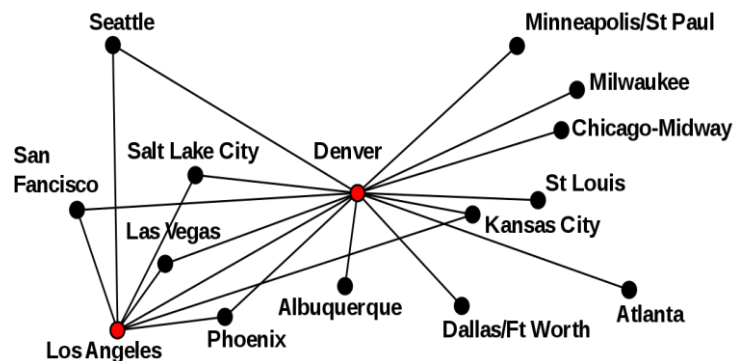 Seattle
Minneapolis/St Paul
Milwaukee
Chicago-Midway
San
Fancisco
Salt Lake City
Denver
St Louis
Las Vegas
Kansas City
Albuquerque
Atlanta
Dallas/Ft Worth
Phoenix
Los Angeles